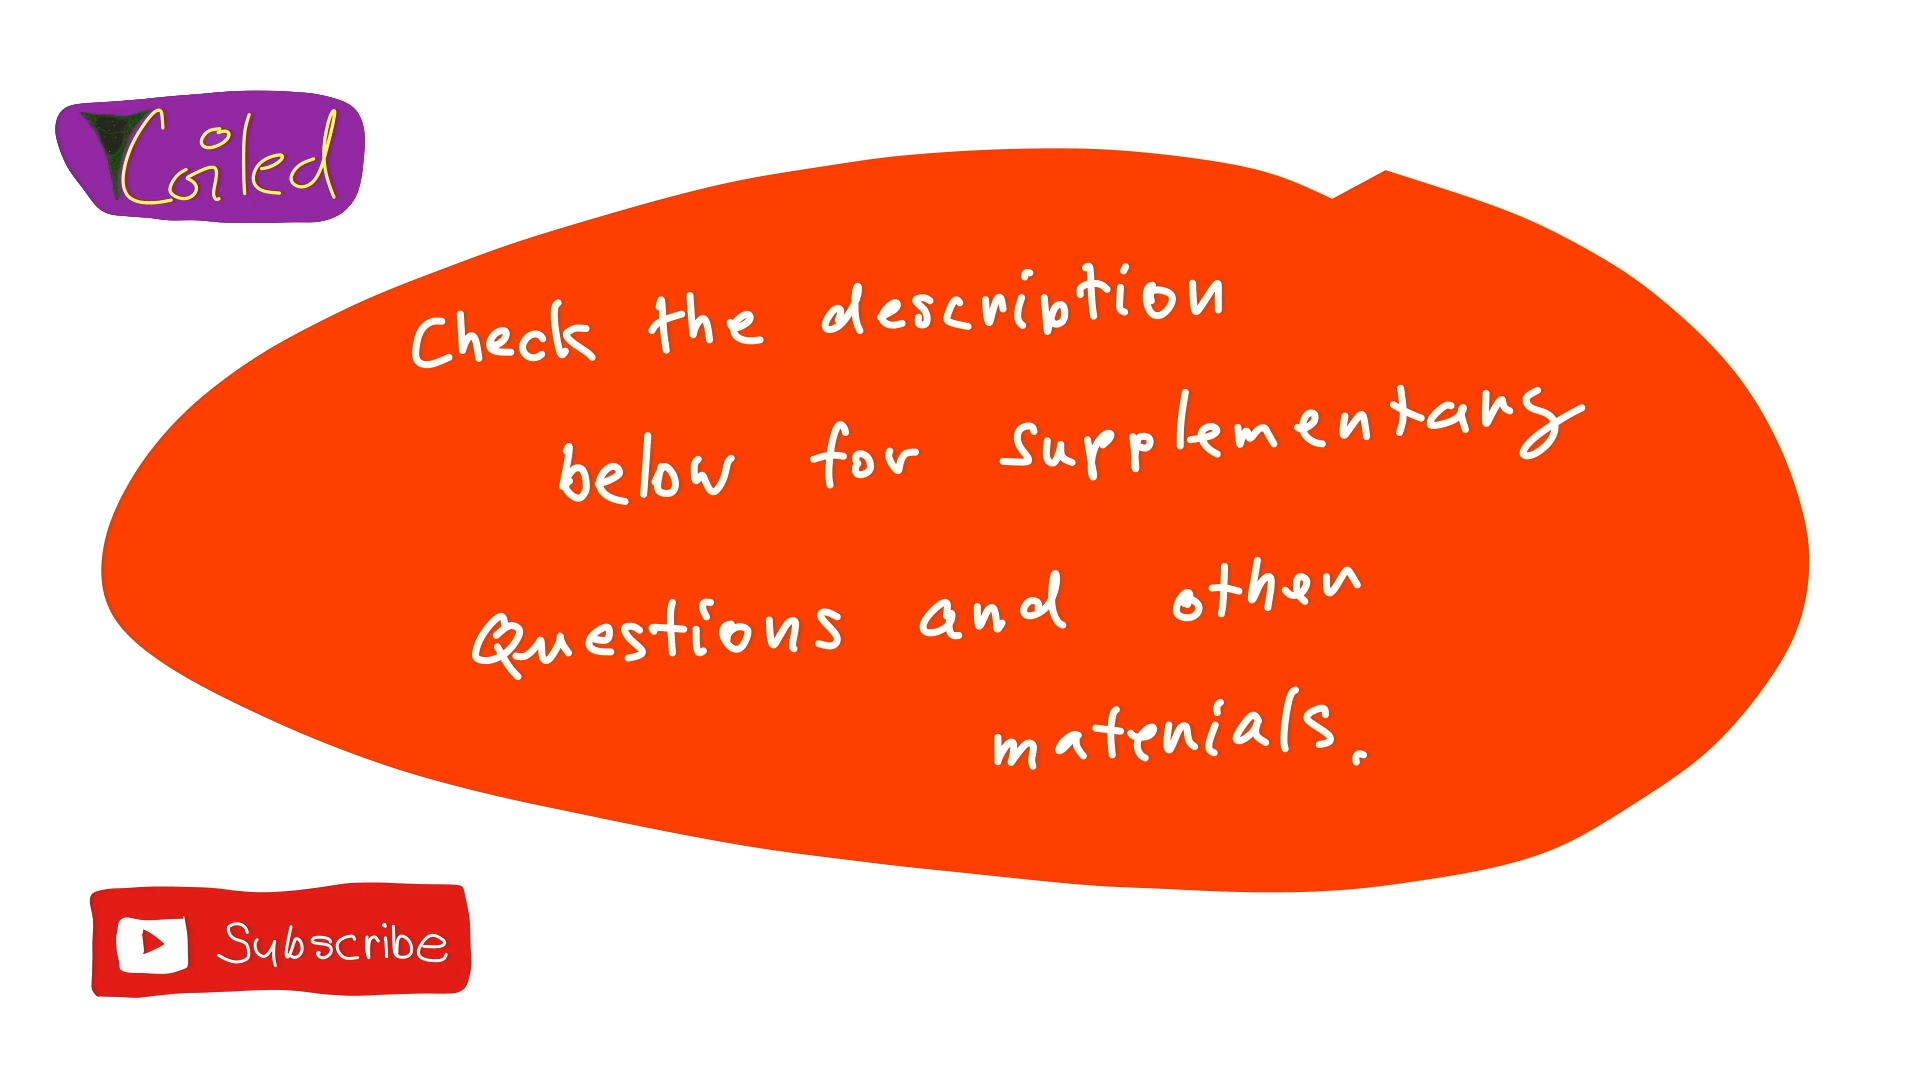 Coiled
Check the description
below for supplementary
Questions and other
materials.
Subscribe